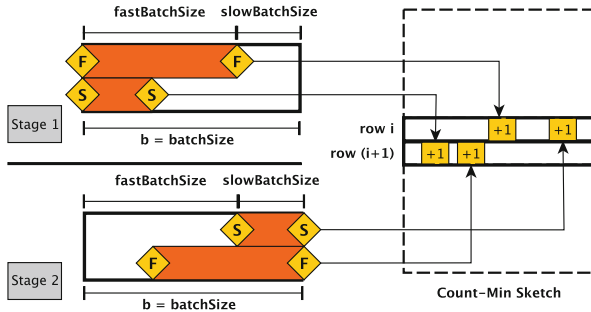 fastBatchSize slowBatchSize
F F
S S
Stage 1
b = batchSize
row i +1 +1
row (i+1) +1 +1
fastBatchSize slowBatchSize
S S
F F
Stage 2
b = batchSize
Count-Min Sketch